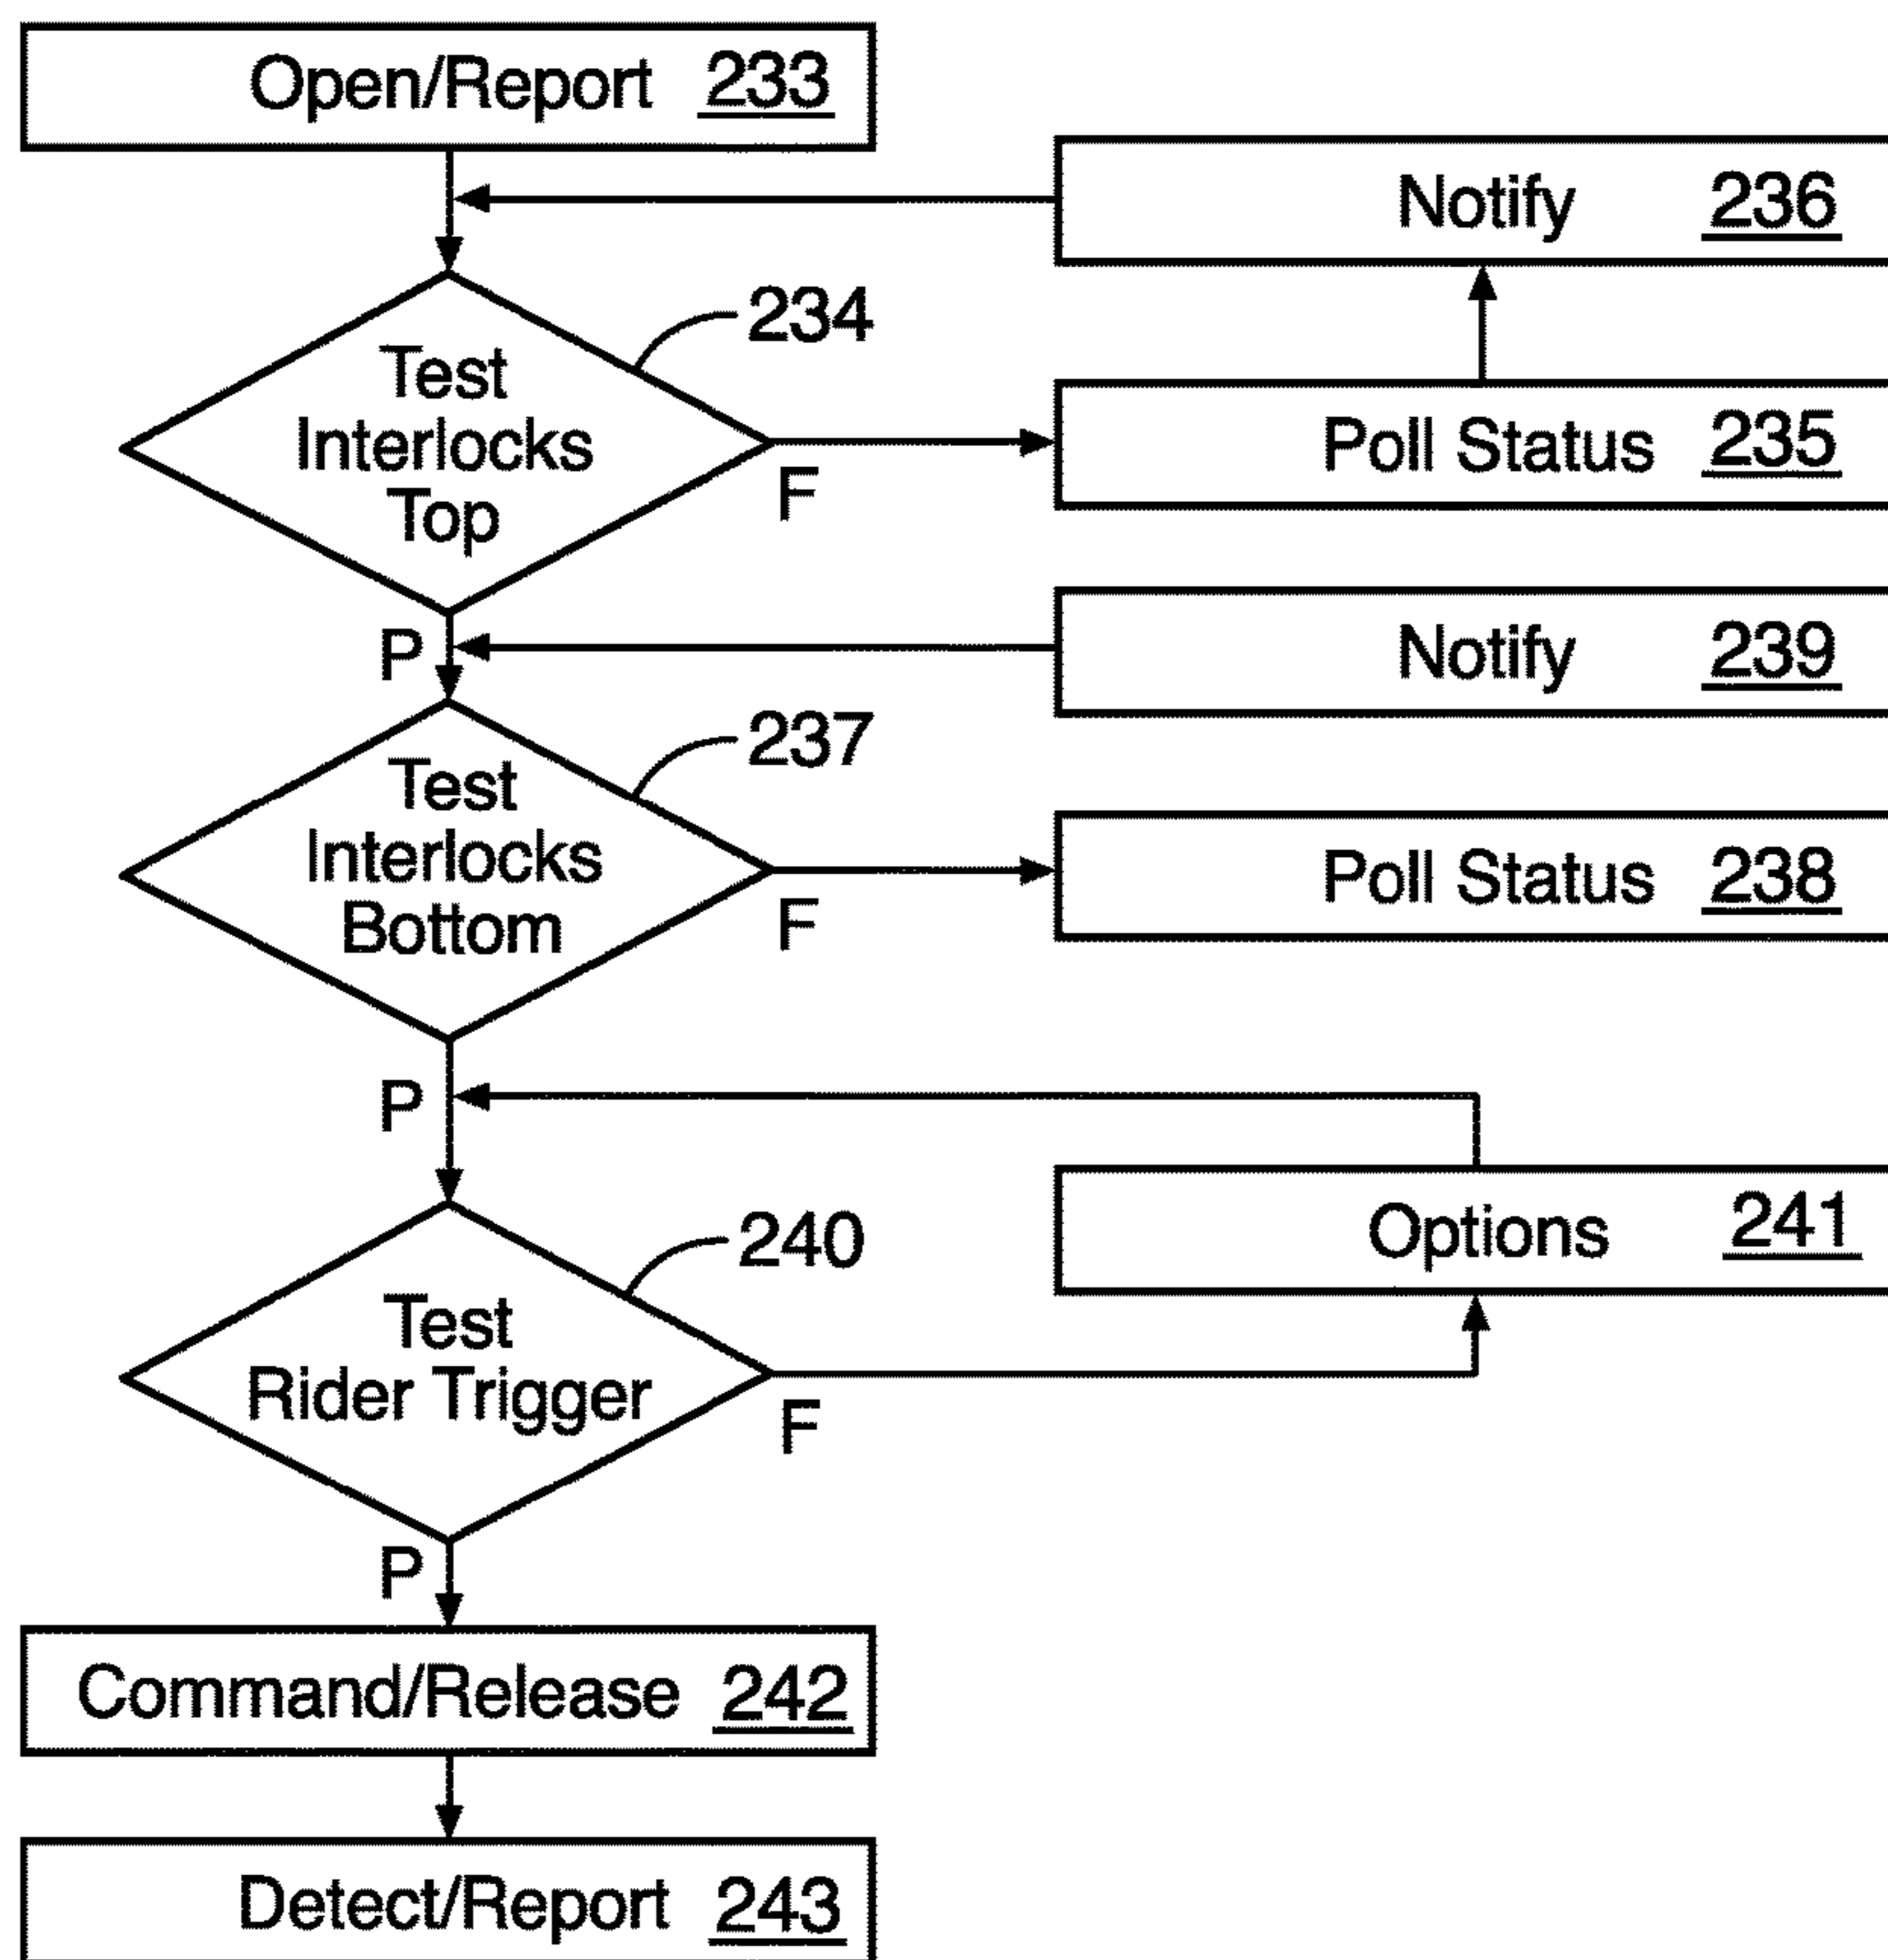 Open/Report 233
Notify 236
234
Test
Interlocks
Top
F
Poll Status 235
P
Notify 239
237
Test
Interlocks
Bottom
F
Poll Status 238
P
240
Options 241
Test
Rider Trigger
F
P
Command/Release 242
Detect/Report 243